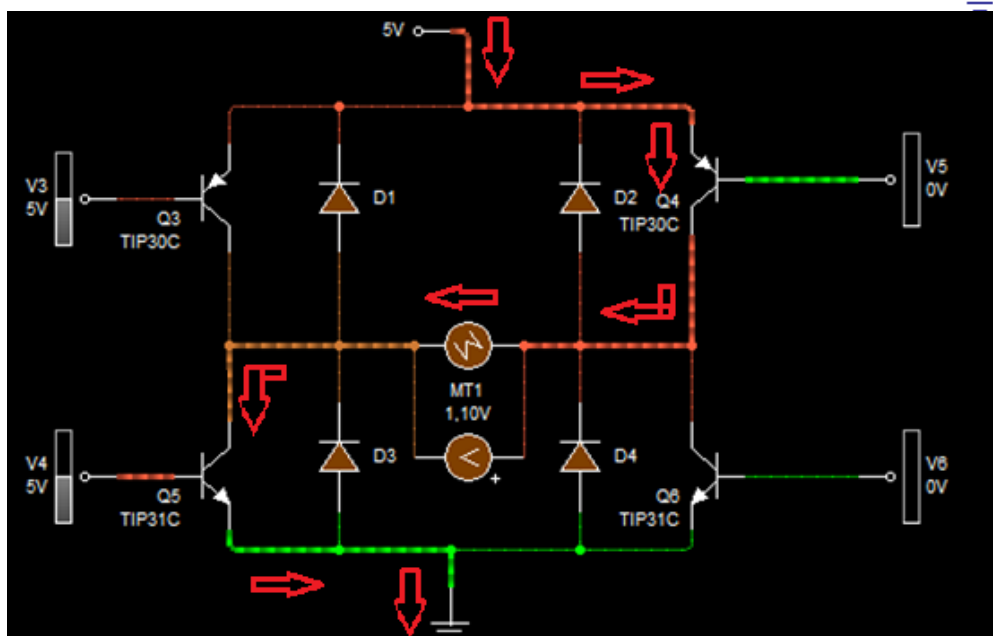 5V
V3
5V
Q3
TIP30C
D1
D2
Q4
TIP30C
V5
0V
MT1
1,10V
V
+
V4
5V
Q5
TIP31C
D3
D4
Q6
TIP31C
V6
0V